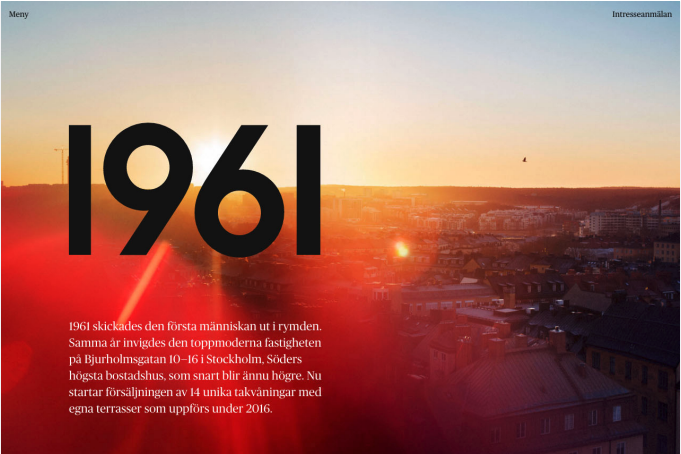 Meny
Intresseanmälan
1961
1961 skickades den första människan ut i rymden.
Samma år invigdes den toppmoderna fastigheten
på Bjurholmsgatan 10–16 i Stockholm, Söders
högsta bostadshus, som snart blir ännu högre. Nu
startar försäljningen av 14 unika takvåningar med
egna terrasser som uppförs under 2016.